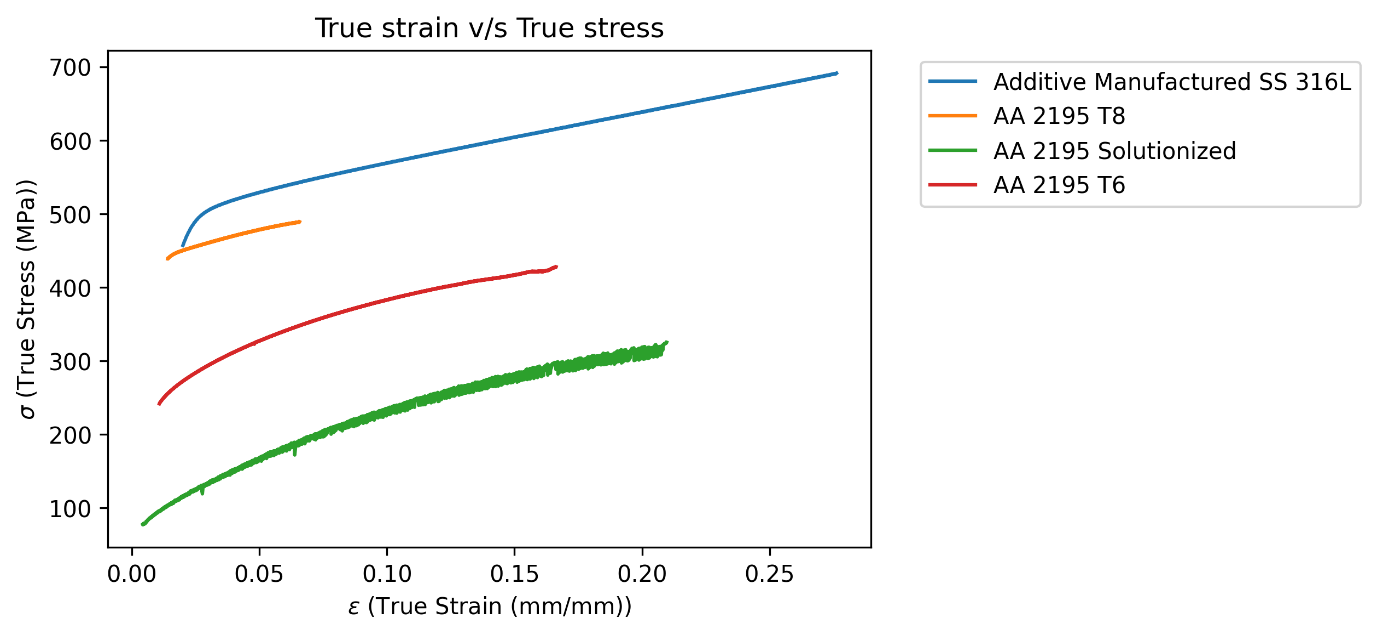 True strain v/s True stress
700
600
500
400
300
200
100
σ (True Stress (MPa))
0.00 0.05 0.10 0.15 0.20 0.25
ε (True Strain (mm/mm))
Additive Manufactured SS 316L
AA 2195 T8
AA 2195 Solutionized
AA 2195 T6